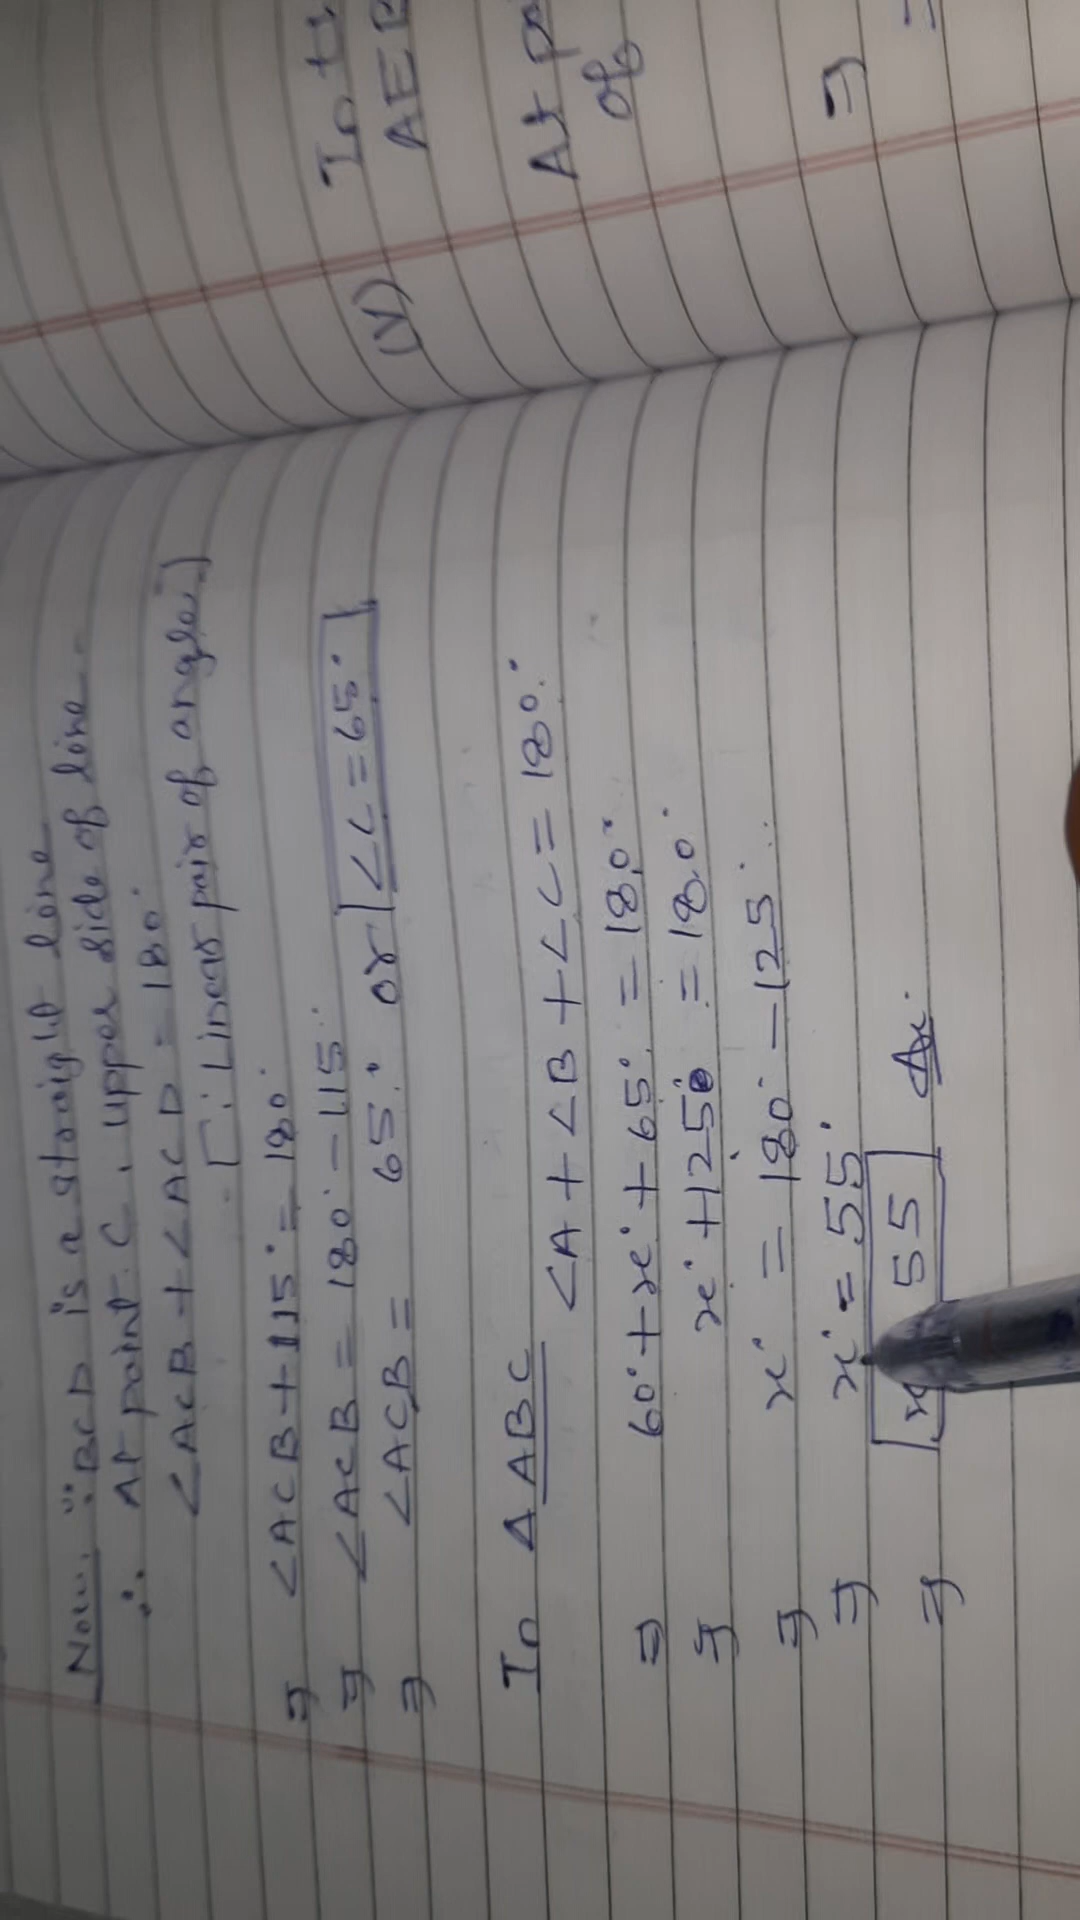 Now, ∵ BCD is a straight line
∴ At point C, upper side of line
∠ACB + ∠ACD = 180°
[∵ Linear pair of angles]
⇒ ∠ACB + 115° = 180°
⇒ ∠ACB = 180° - 115°
⇒ ∠ACB = 65° or ∠C = 65°
In △ ABC
∠A + ∠B + ∠C = 180°
⇒ 60° + x° + 65° = 180°
⇒ x° + 125° = 180°
⇒ x° = 180° - 125°
⇒ x° = 55°
⇒ x 55 Ans.
(V) In
AEB
At
of
⇒
=